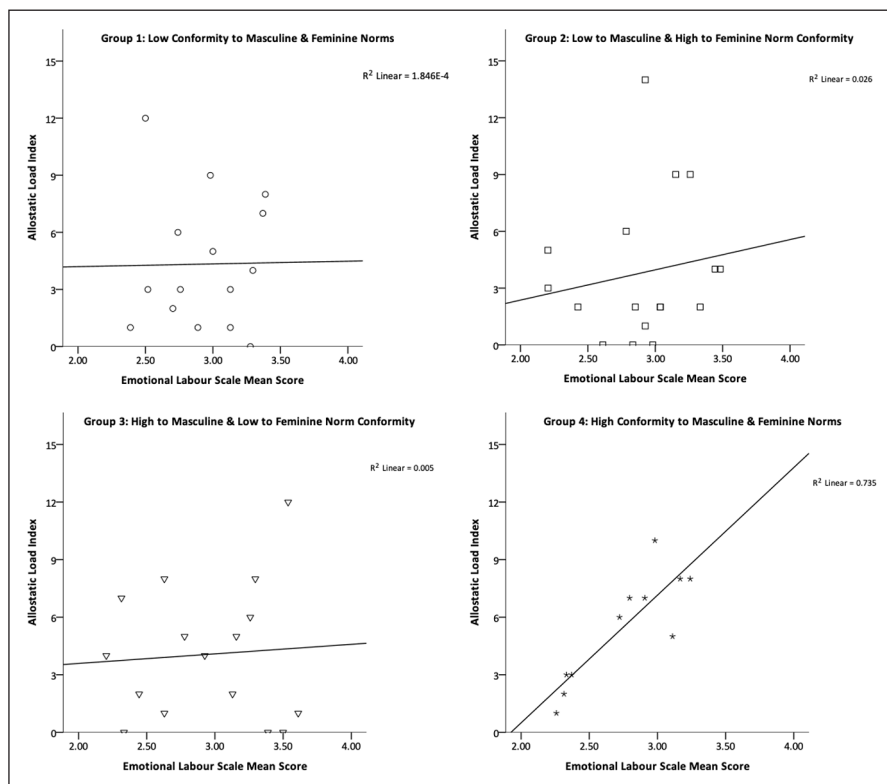 Group 1: Low Conformity to Masculine & Feminine Norms
R² Linear = 1.846E-4
Allostatic Load Index
15
12
9
6
3
0
2.00 2.50 3.00 3.50 4.00
Emotional Labour Scale Mean Score
Group 2: Low to Masculine & High to Feminine Norm Conformity
R² Linear = 0.026
Allostatic Load Index
15
12
9
6
3
0
2.00 2.50 3.00 3.50 4.00
Emotional Labour Scale Mean Score
Group 3: High to Masculine & Low to Feminine Norm Conformity
R² Linear = 0.005
Allostatic Load Index
15
12
9
6
3
0
2.00 2.50 3.00 3.50 4.00
Emotional Labour Scale Mean Score
Group 4: High Conformity to Masculine & Feminine Norms
R² Linear = 0.735
Allostatic Load Index
15
12
9
6
3
0
2.00 2.50 3.00 3.50 4.00
Emotional Labour Scale Mean Score